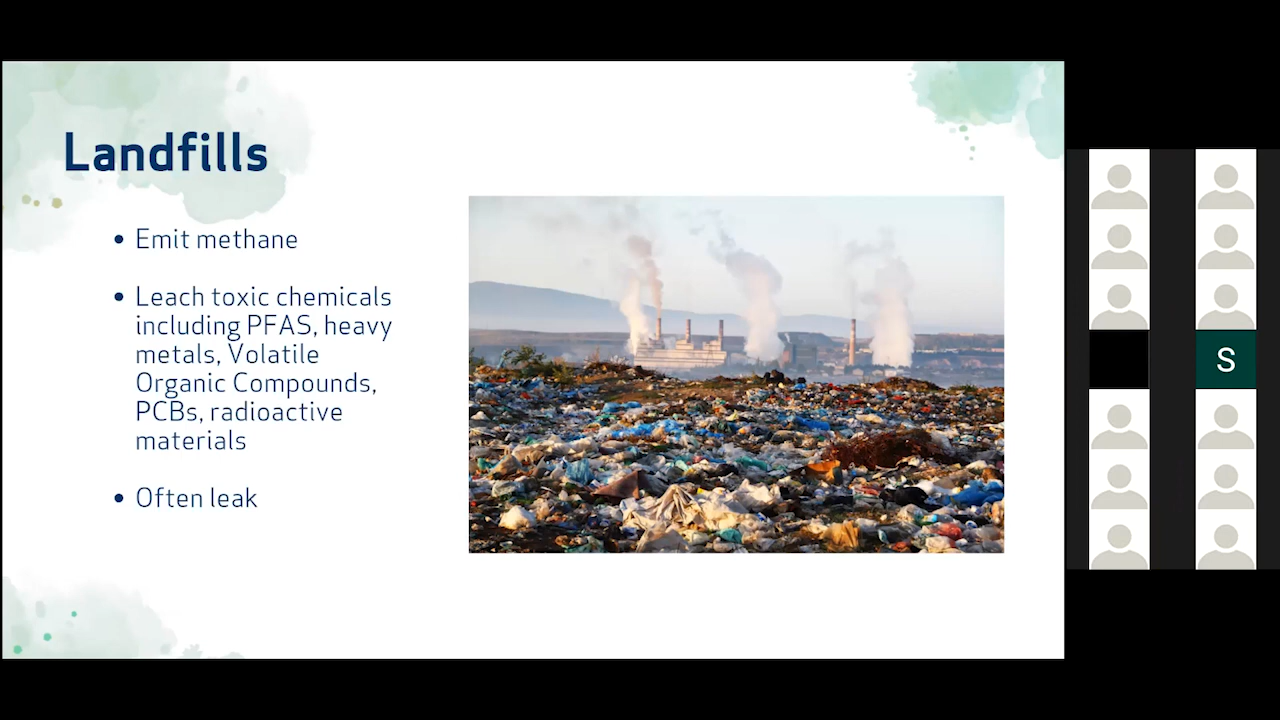 Landfills
• Emit methane
• Leach toxic chemicals
including PFAS, heavy
metals, Volatile
Organic Compounds,
PCBs, radioactive
materials
• Often leak
S